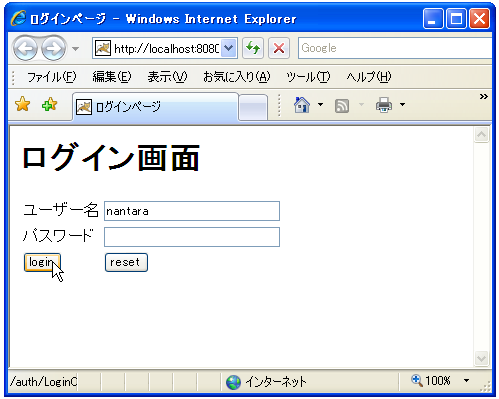 ログインページ - Windows Internet Explorer
http://localhost:8080
Google
ファイル(F) 編集(E) 表示(V) お気に入り(A) ツール(T) ヘルプ(H)
ログインページ
ログイン画面
ユーザー名 nantara
パスワード
login reset
/auth/LoginC インターネット 100%